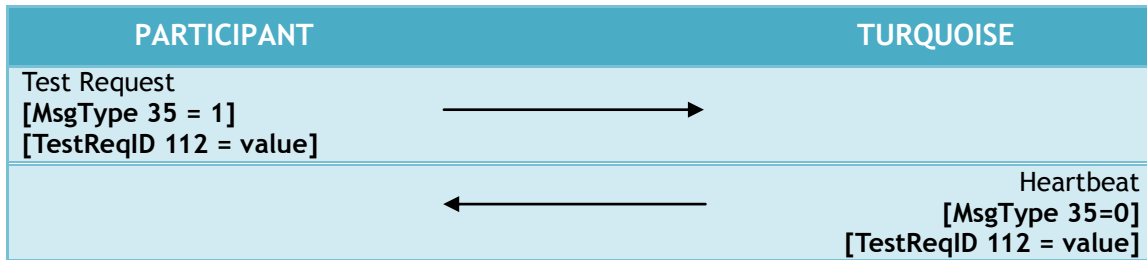 PARTICIPANT TURQUOISE
Test Request
[MsgType 35 = 1]
[TestReqID 112 = value]
Heartbeat
[MsgType 35=0]
[TestReqID 112 = value]